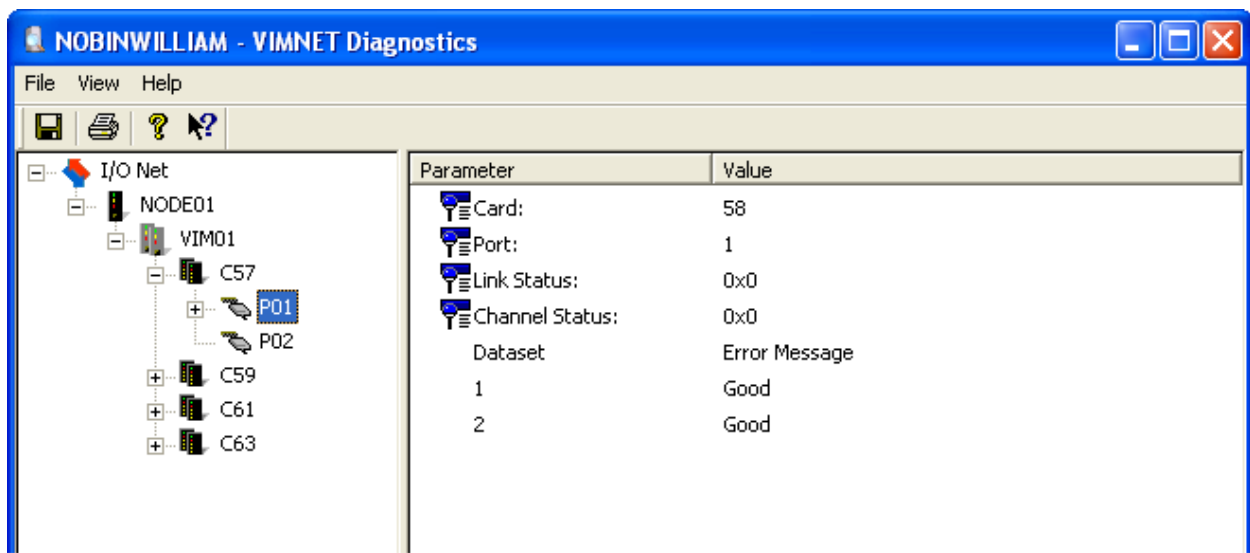 NOBINWILLIAM - VIMNET Diagnostics
File View Help
I/O Net
NODE01
VIM01
C57
P01
P02
C59
C61
C63
Parameter Value
Card: 58
Port: 1
Link Status: 0x0
Channel Status: 0x0
Dataset Error Message
1 Good
2 Good